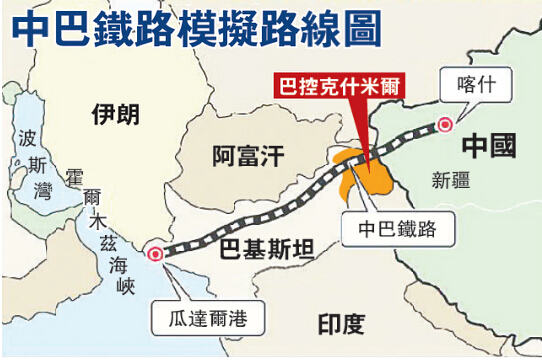 中巴鐵路模擬路線圖
巴控克什米爾
喀什
伊朗
波斯灣
阿富汗
中國
新疆
霍爾木茲海峽
中巴鐵路
巴基斯坦
瓜達爾港
印度